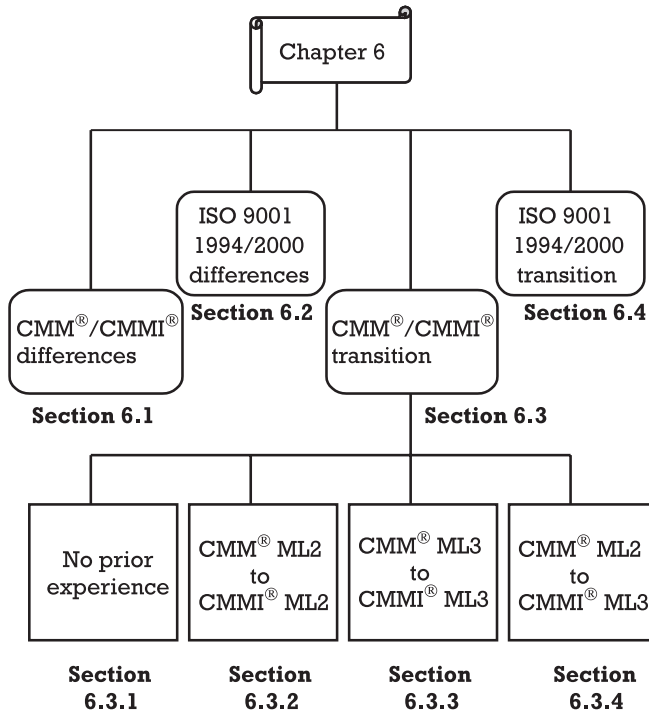 Chapter 6
ISO 9001
1994/2000
differences
Section 6.2
ISO 9001
1994/2000
transition
Section 6.4
CMM®/CMMI®
differences
Section 6.1
CMM®/CMMI®
transition
Section 6.3
No prior
experience
Section
6.3.1
CMM® ML2
to
CMMI® ML2
Section
6.3.2
CMM® ML3
to
CMMI® ML3
Section
6.3.3
CMM® ML2
to
CMMI® ML3
Section
6.3.4